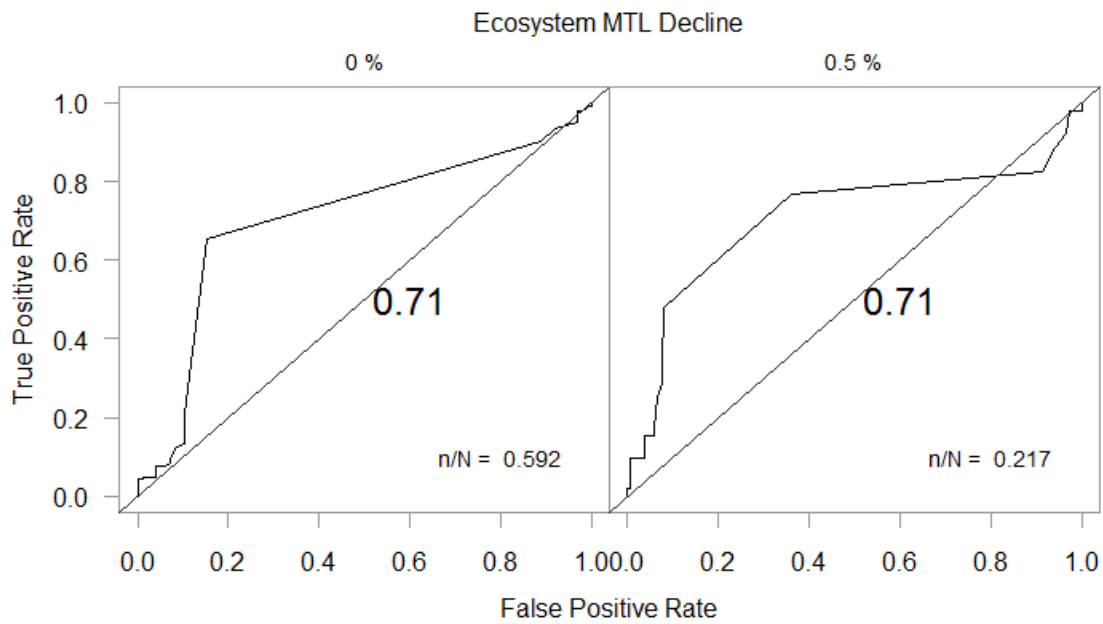 Ecosystem MTL Decline
0 % 0.5 %
1.0
0.8
0.6
0.4
0.2
0.0
True Positive Rate
0.71 0.71
n/N = 0.592 n/N = 0.217
0.0 0.2 0.4 0.6 0.8 1.00.0 0.2 0.4 0.6 0.8 1.0
False Positive Rate